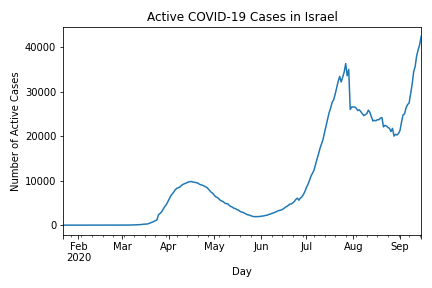 Active COVID-19 Cases in Israel
Number of Active Cases
40000
30000
20000
10000
0
Feb Mar Apr May Jun Jul Aug Sep
2020
Day